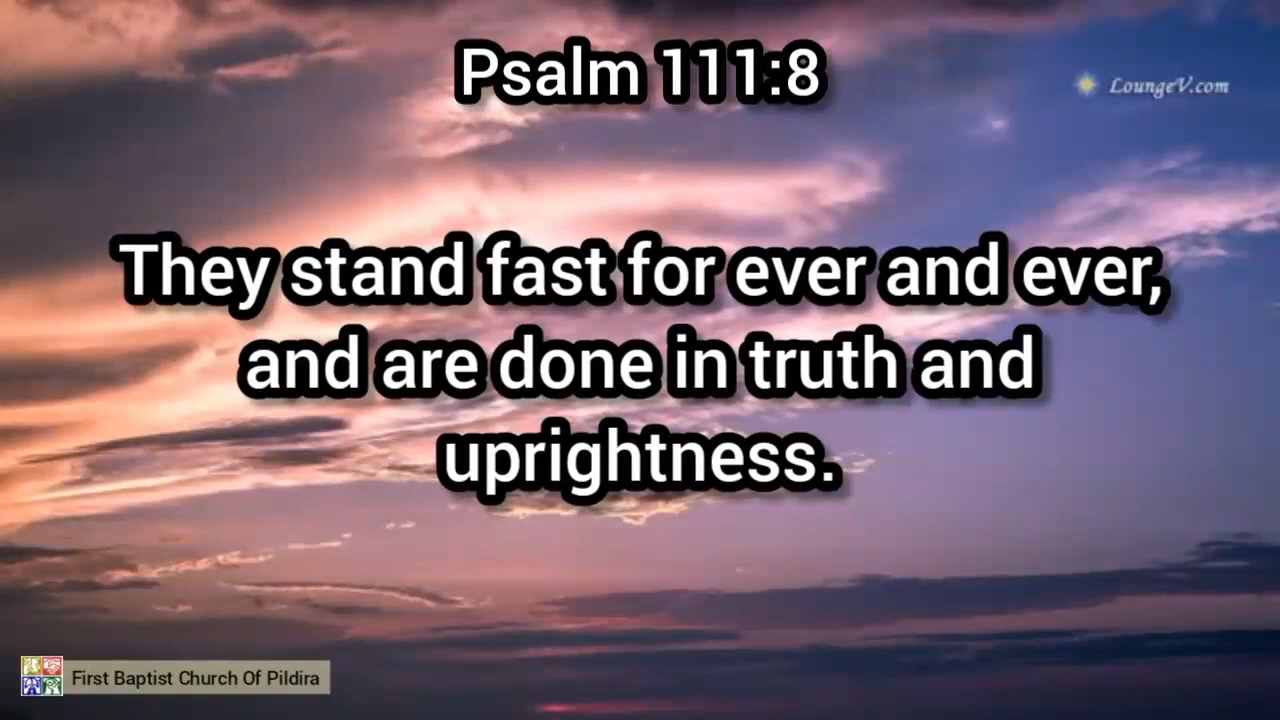 Psalm 111:8
LoungeV.com
They stand fast for ever and ever,
and are done in truth and
uprightness.
First Baptist Church Of Pildira